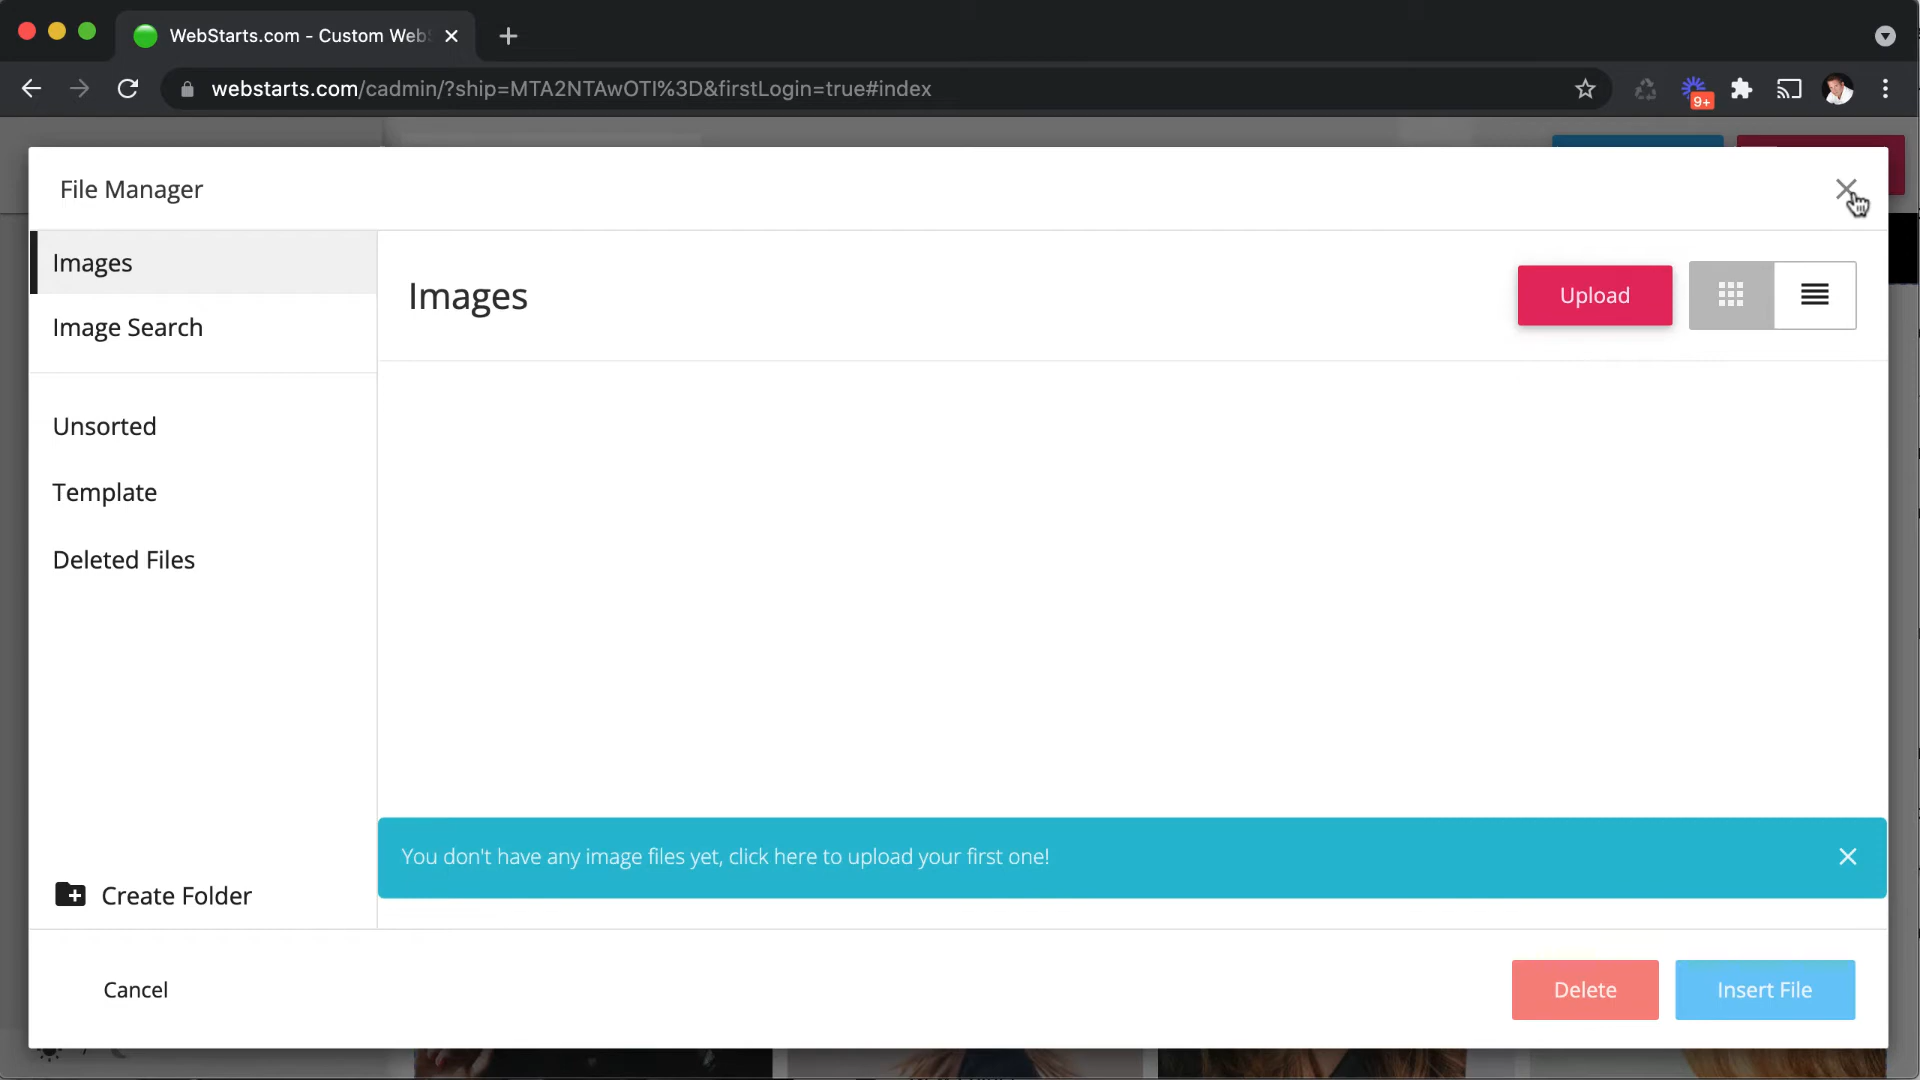 WebStarts.com - Custom Web
webstarts.com/cadmin/?ship=MTA2NTAwOTI%3D&firstLogin=true#index
9+
File Manager
Images
Image Search
Unsorted
Template
Deleted Files
Create Folder
Images
Upload
You don't have any image files yet, click here to upload your first one!
Cancel
Delete
Insert File